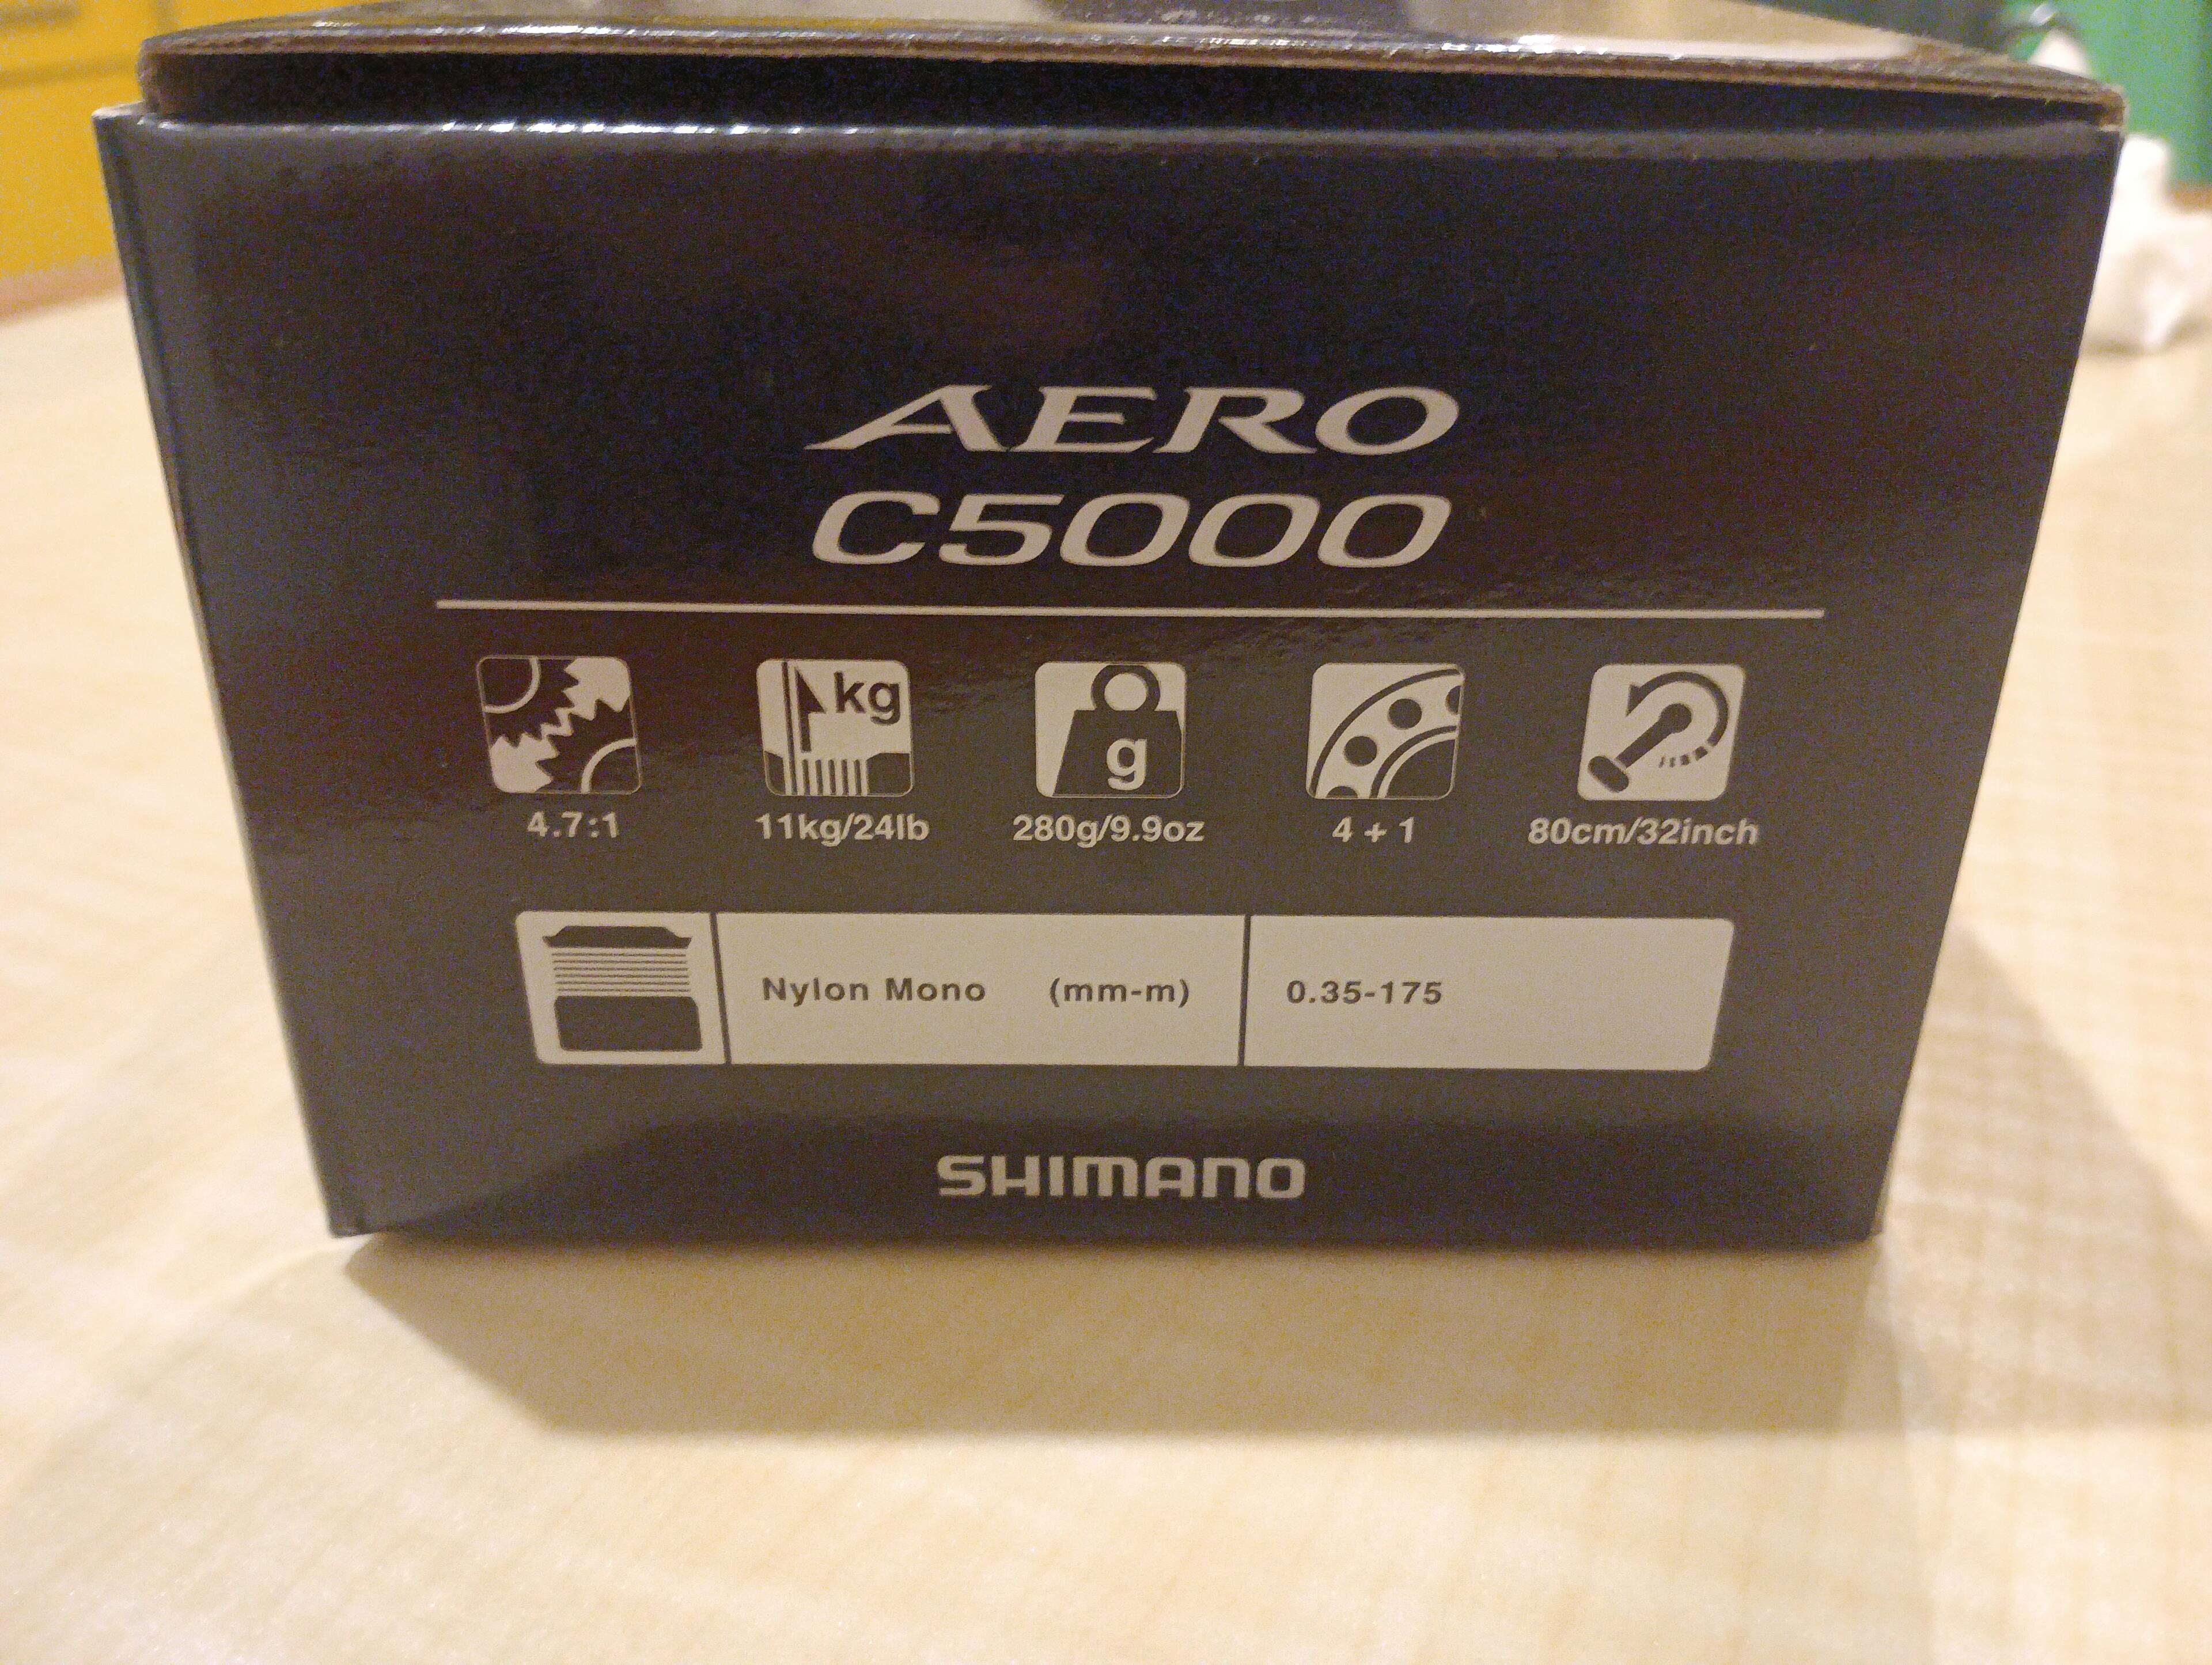 AERO
C5000
kg
g
4.7:1 11kg/24lb 280g/9.9oz 4 + 1 80cm/32inch
Nylon Mono (mm-m) 0.35-175
SHIMANO